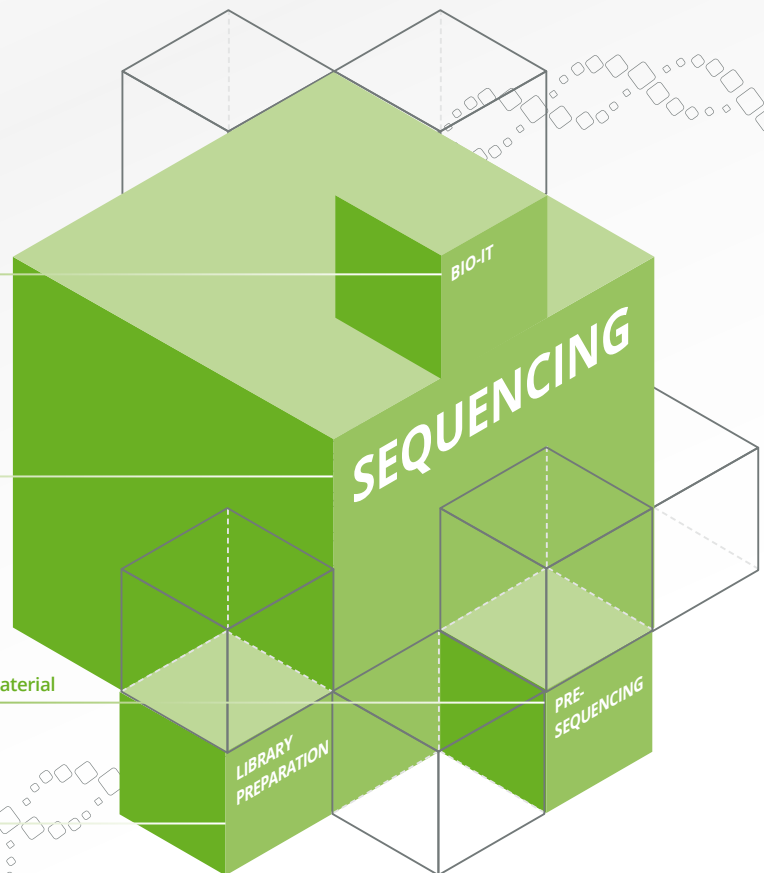 BIO-IT
SEQUENCING
aterial
PRE-
SEQUENCING
LIBRARY
PREPARATION